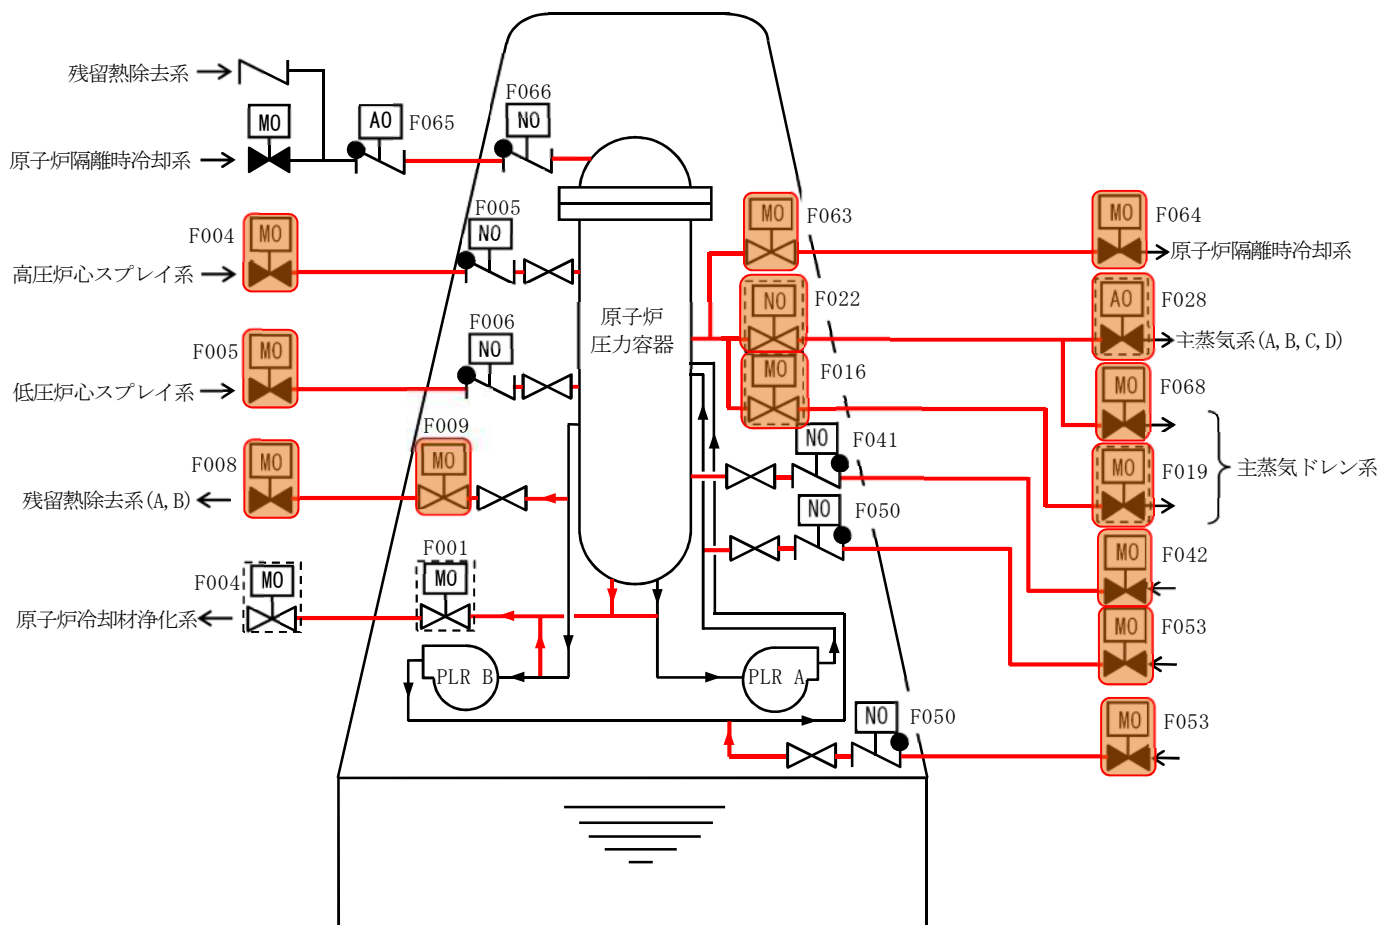 残留熱除去系
MO
AO
F065
F066
NO
原子炉隔離時冷却系
F004
MO
高圧炉心スプレイ系
F005
NO
F005
MO
低圧炉心スプレイ系
F006
NO
F008
MO
残留熱除去系(A,B)
F009
MO
F004
MO
原子炉冷却材浄化系
F001
MO
原子炉
圧力容器
PLR B
PLR A
MO
F063
NO
F022
MO
F016
NO
F041
NO
F050
NO
F050
MO
F064
原子炉隔離時冷却系
AO
F028
主蒸気系(A,B,C,D)
MO
F068
MO
F019
主蒸気ドレン系
MO
F042
MO
F053
MO
F053